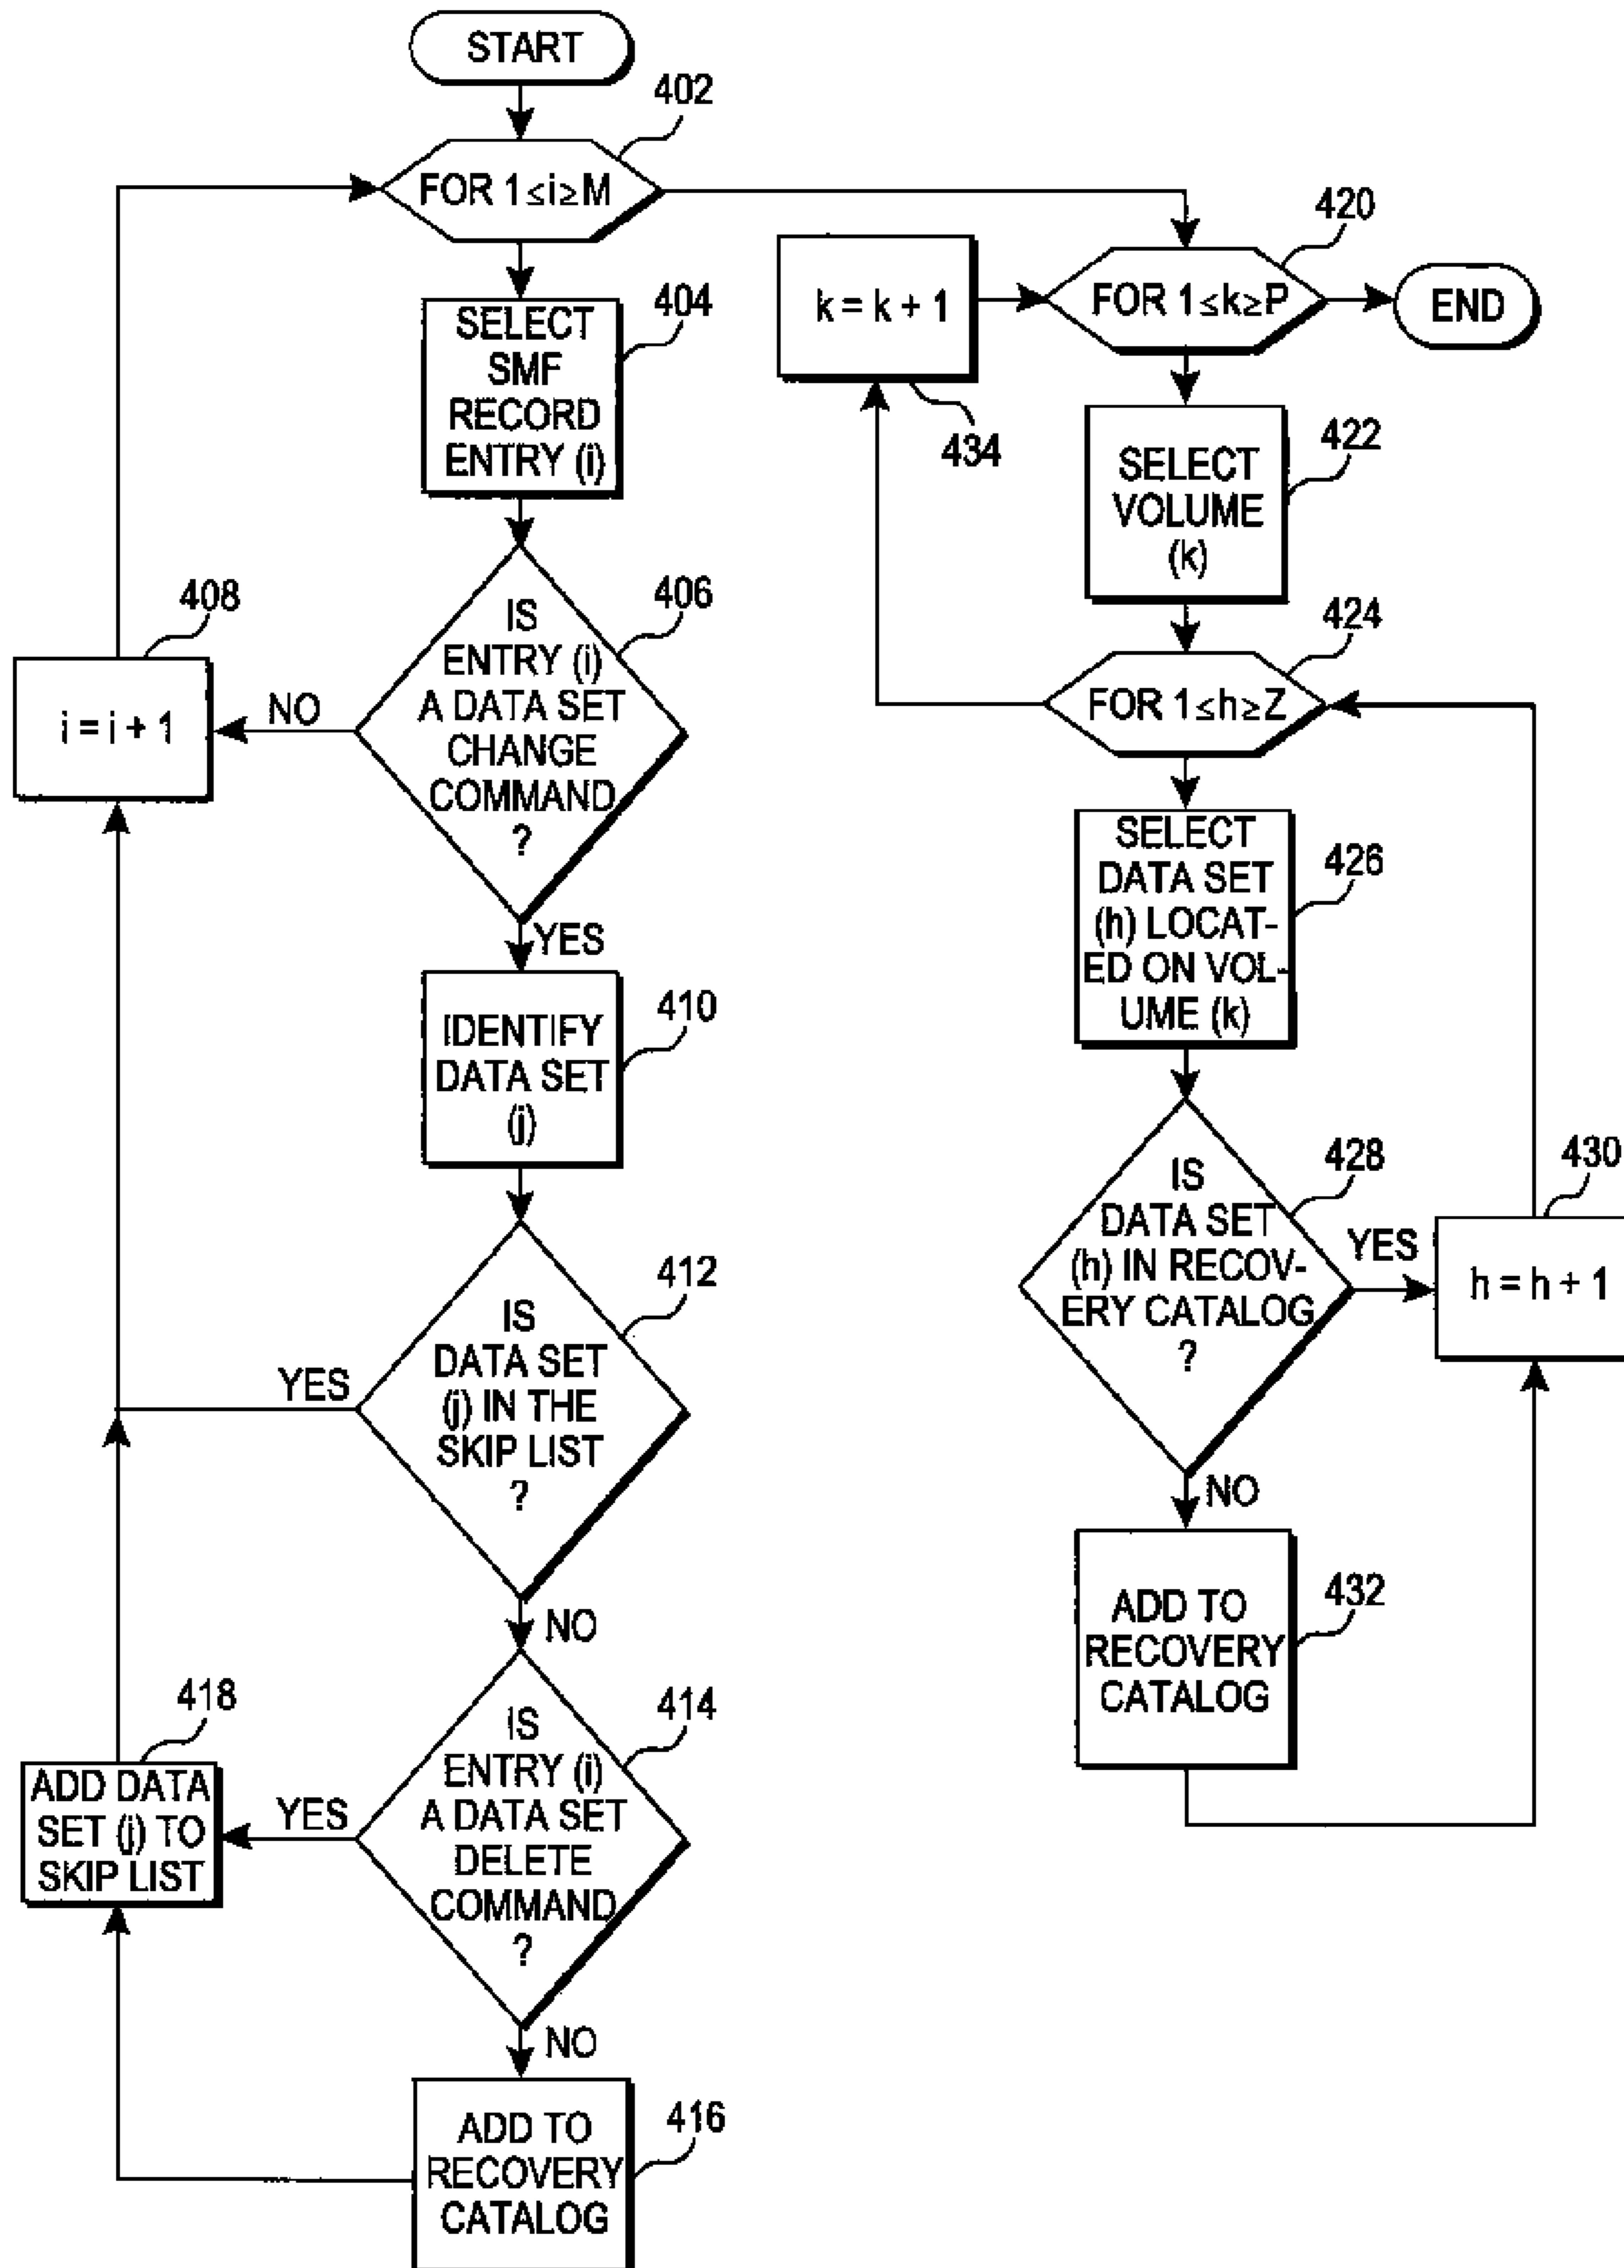 START
402
FOR 1≤i≥M
404
SELECT
SMF
RECORD
ENTRY (i)
406
IS
ENTRY (i)
A DATA SET
CHANGE
COMMAND
?
NO
408
i = i + 1
YES
410
IDENTIFY
DATA SET
(j)
412
IS
DATA SET
(j) IN THE
SKIP LIST
?
YES
NO
414
IS
ENTRY (i)
A DATA SET
DELETE
COMMAND
?
YES
418
ADD DATA
SET (j) TO
SKIP LIST
NO
416
ADD TO
RECOVERY
CATALOG
420
FOR 1≤k≥P
END
k = k + 1
434
422
SELECT
VOLUME
(k)
424
FOR 1≤h≥Z
426
SELECT
DATA SET
(h) LOCAT-
ED ON VOL-
UME (k)
428
IS
DATA SET
(h) IN RECOV-
ERY CATALOG
?
YES
430
h = h + 1
NO
432
ADD TO
RECOVERY
CATALOG